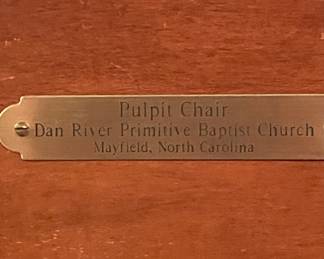 Pulpit Chair
Dan River Primitive Baptist Church
Mayfield, North Carolina